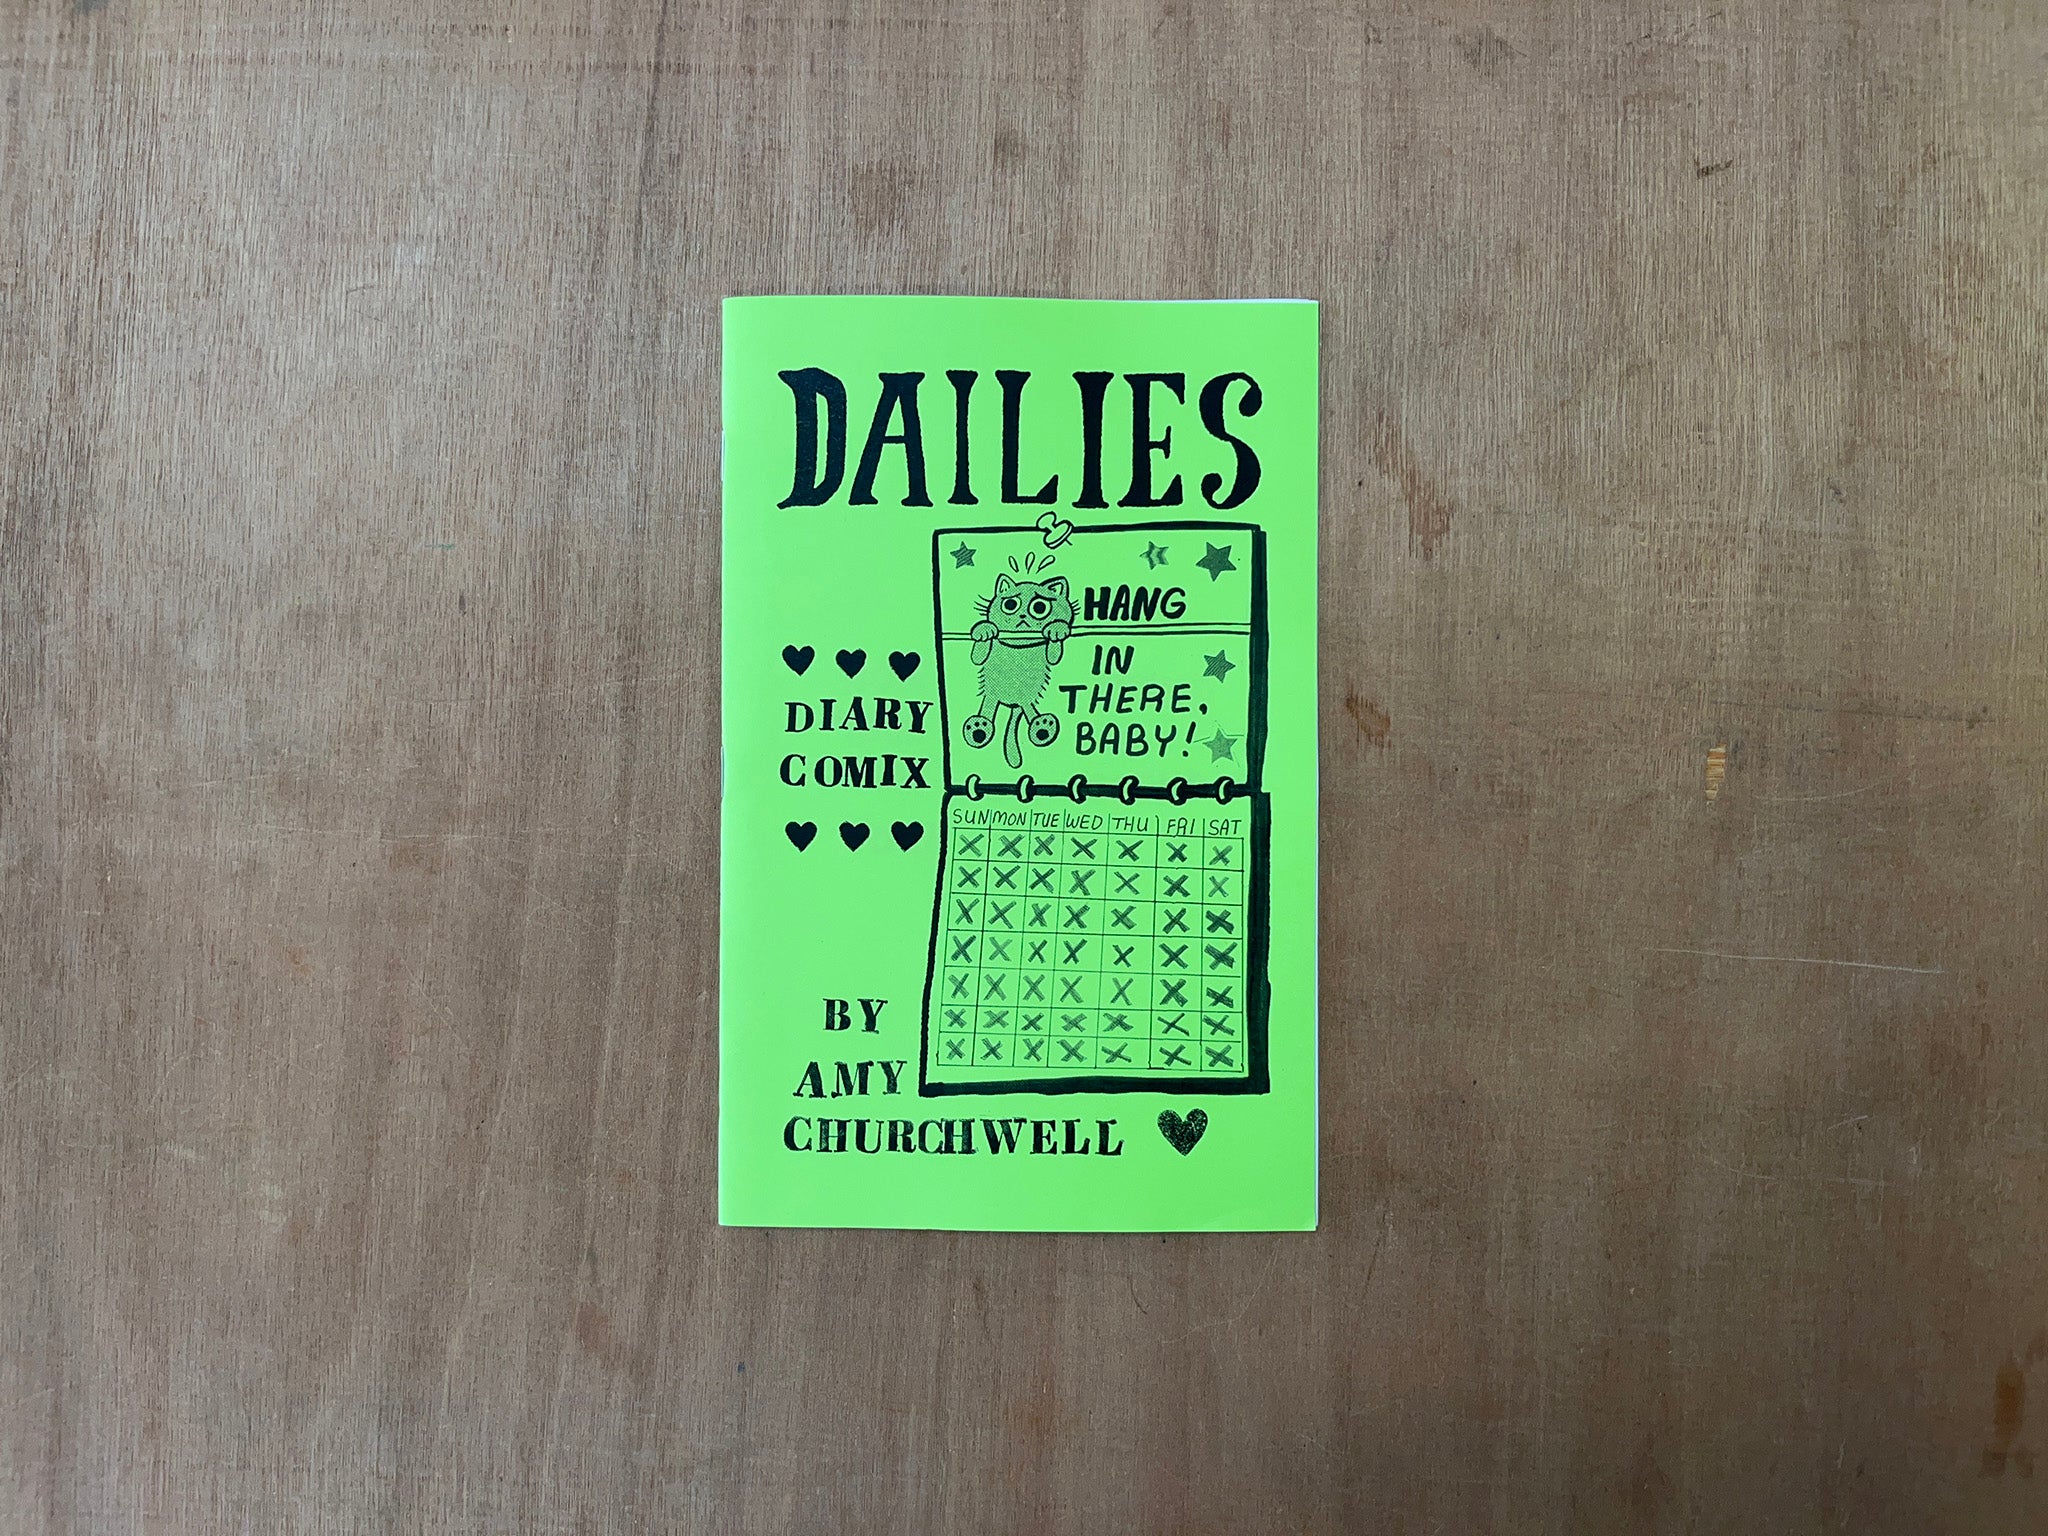 DAILIES
HANG
IN
THERE,
BABY!
DIARY
COMIX
SUN MON TUE WED THU FRI SAT
X X X X X X X
X X X X X X X
X X X X X X X
X X X X X X X
X X X X X X X
X X X X X X X
X X X X X X X
BY
AMY
CHURCHWELL